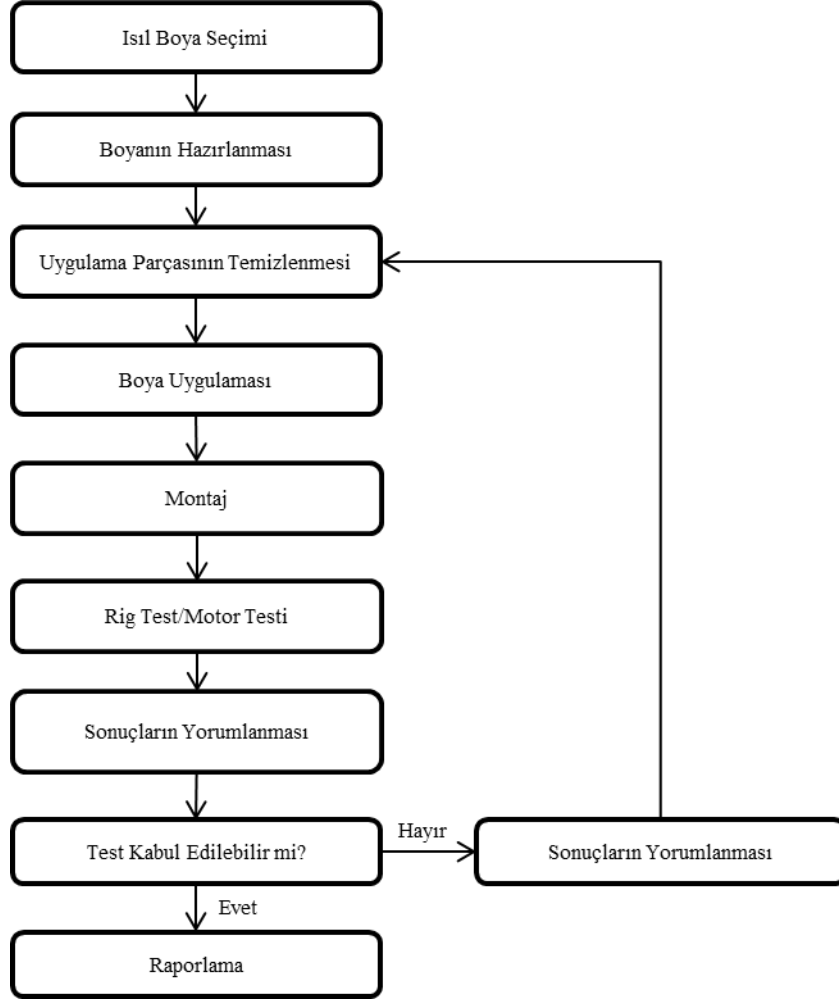 Isıl Boya Seçimi
Boyanın Hazırlanması
Uygulama Parçasının Temizlenmesi
Boya Uygulaması
Montaj
Rig Test/Motor Testi
Sonuçların Yorumlanması
Test Kabul Edilebilir mi?
Hayır
Sonuçların Yorumlanması
Evet
Raporlama